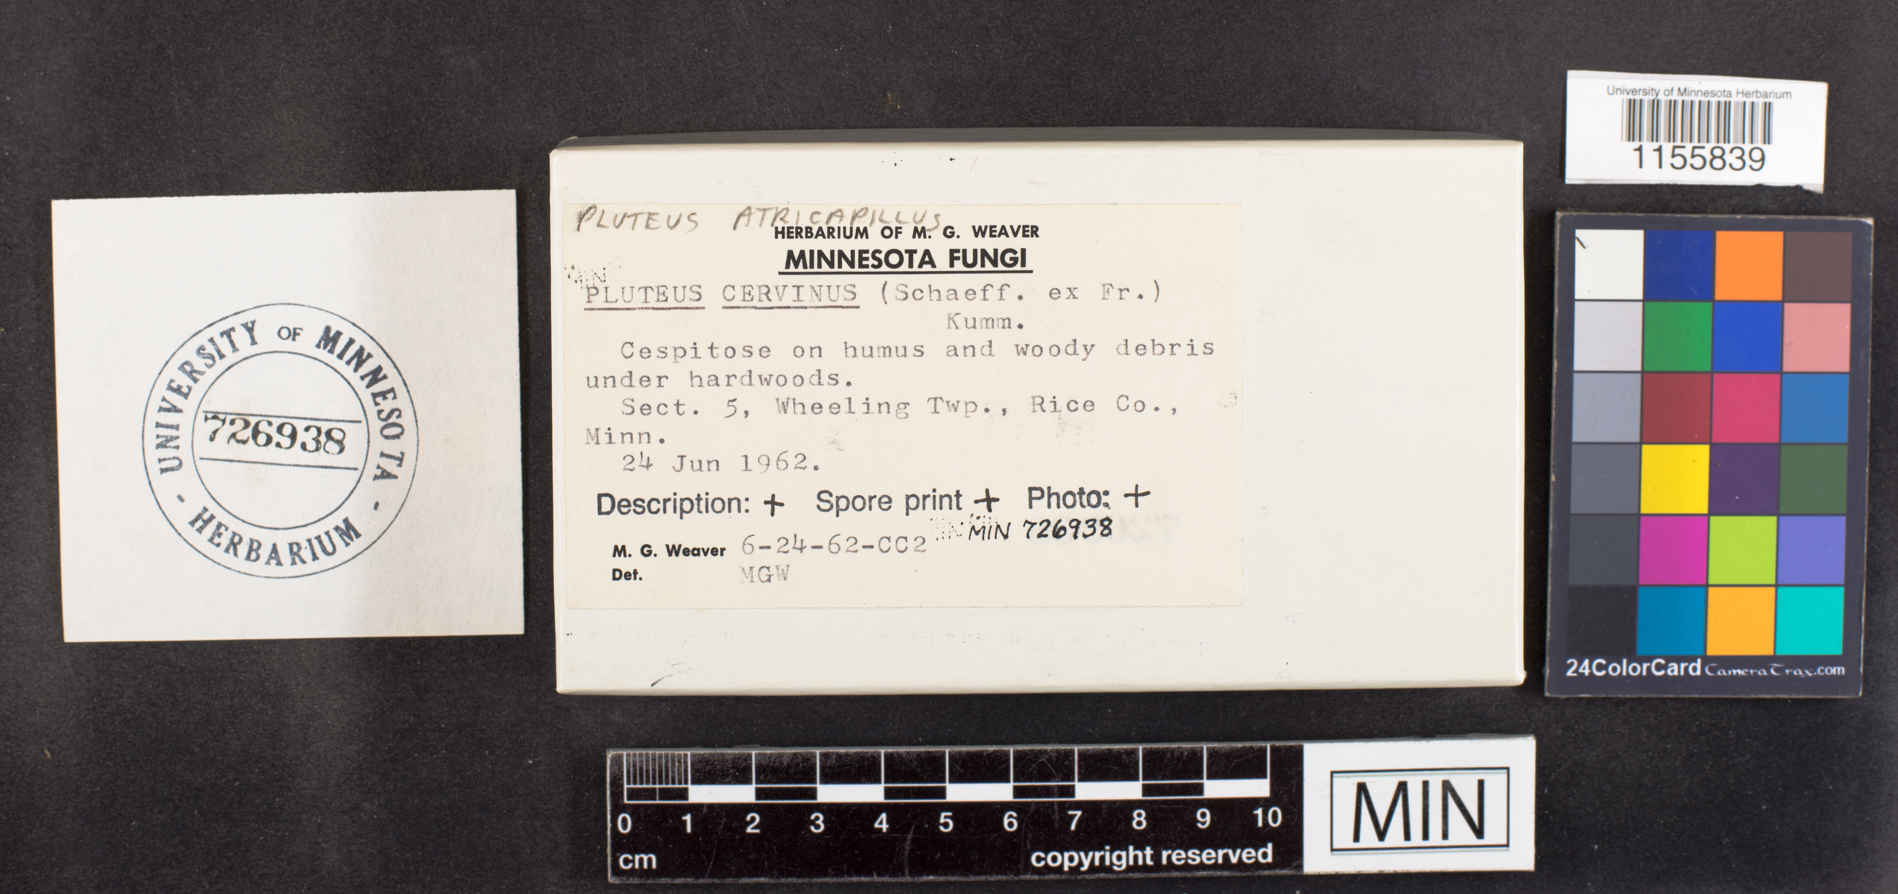 UNIVERSITY OF MINNESOTA
- HERBARIUM -
726938
PLUTEUS ATRICAPILLUS
HERBARIUM OF M. G. WEAVER
MINNESOTA FUNGI
PLUTEUS CERVINUS (Schaeff. ex Fr.)
Kumm.
Cespitose on humus and woody debris
under hardwoods.
Sect. 5, Wheeling Twp., Rice Co.,
Minn.
24 Jun 1962.
Description: + Spore print + Photo: +
MIN 726938
M. G. Weaver 6-24-62-CC2
Det. MGW
University of Minnesota Herbarium
1155839
24ColorCard CameraTrax.com
0 1 2 3 4 5 6 7 8 9 10
cm
copyright reserved
MIN